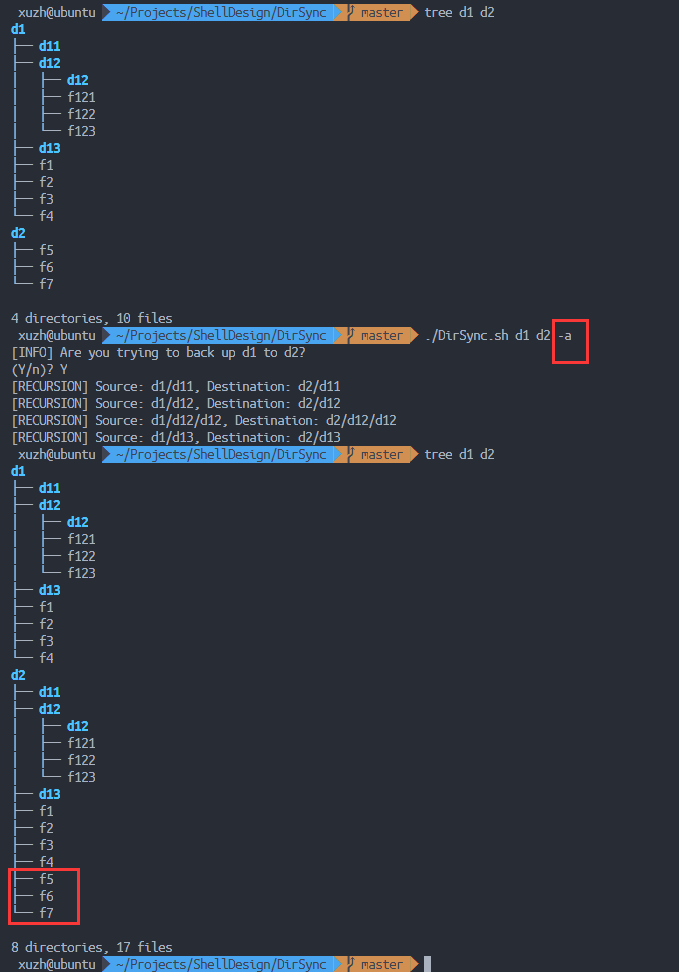 xuzh@ubuntu ~/Projects/ShellDesign/DirSync master tree d1 d2
d1
├── d11
├── d12
│   ├── d12
│   ├── f121
│   ├── f122
│   └── f123
├── d13
├── f1
├── f2
├── f3
└── f4
d2
├── f5
├── f6
└── f7
4 directories, 10 files
xuzh@ubuntu ~/Projects/ShellDesign/DirSync master ./DirSync.sh d1 d2 -a
[INFO] Are you trying to back up d1 to d2?
(Y/n)? Y
[RECURSION] Source: d1/d11, Destination: d2/d11
[RECURSION] Source: d1/d12, Destination: d2/d12
[RECURSION] Source: d1/d12/d12, Destination: d2/d12/d12
[RECURSION] Source: d1/d13, Destination: d2/d13
xuzh@ubuntu ~/Projects/ShellDesign/DirSync master tree d1 d2
d1
├── d11
├── d12
│   ├── d12
│   ├── f121
│   ├── f122
│   └── f123
├── d13
├── f1
├── f2
├── f3
└── f4
d2
├── d11
├── d12
│   ├── d12
│   ├── f121
│   ├── f122
│   └── f123
├── d13
├── f1
├── f2
├── f3
├── f4
├── f5
├── f6
└── f7
8 directories, 17 files
xuzh@ubuntu ~/Projects/ShellDesign/DirSync master